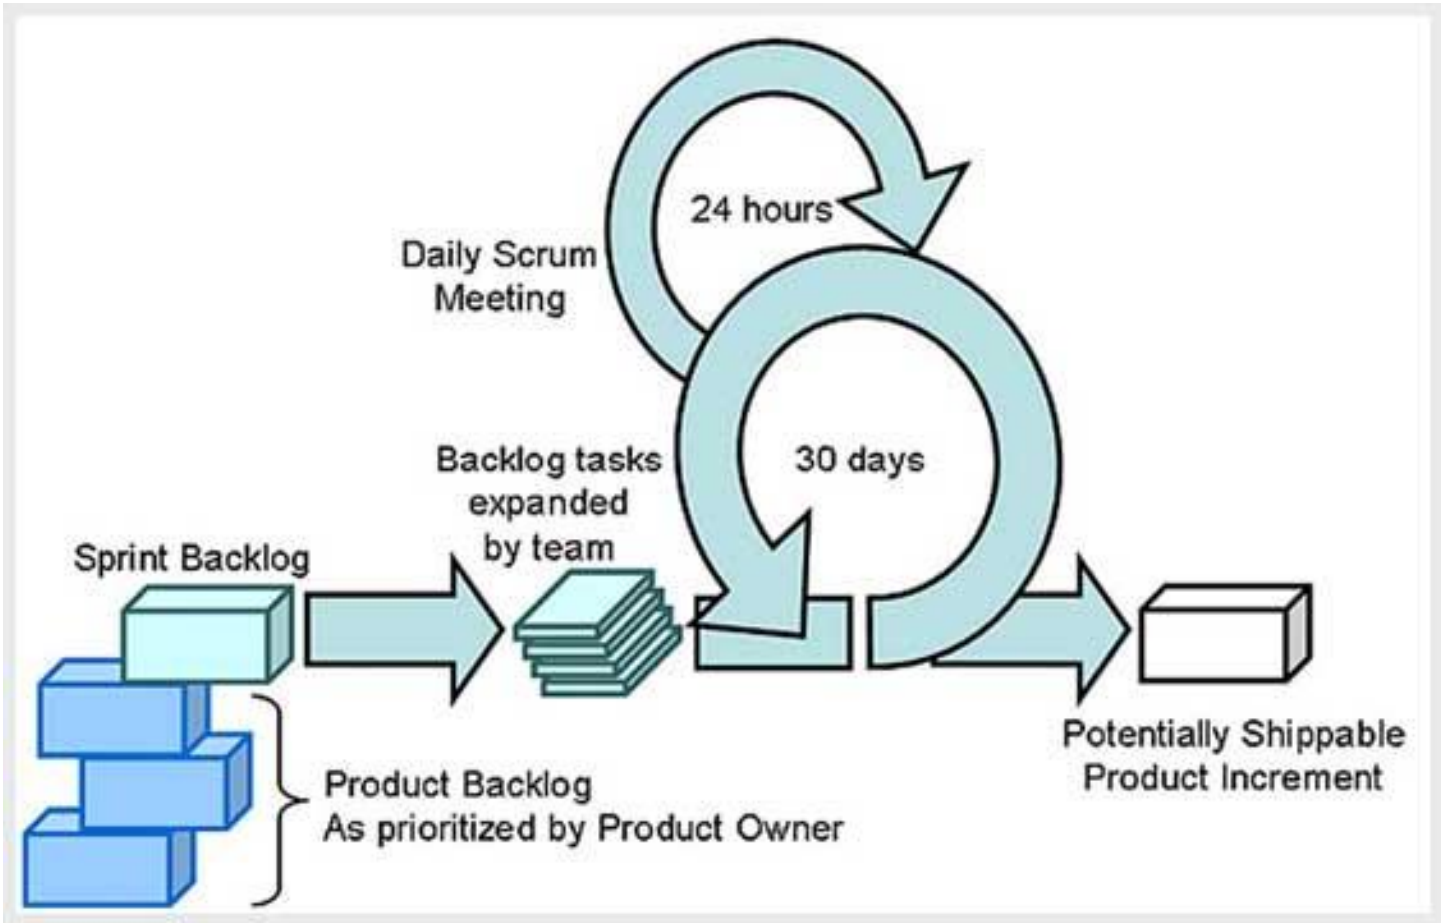 24 hours
Daily Scrum
Meeting
30 days
Backlog tasks
expanded
by team
Sprint Backlog
Potentially Shippable
Product Increment
Product Backlog
As prioritized by Product Owner